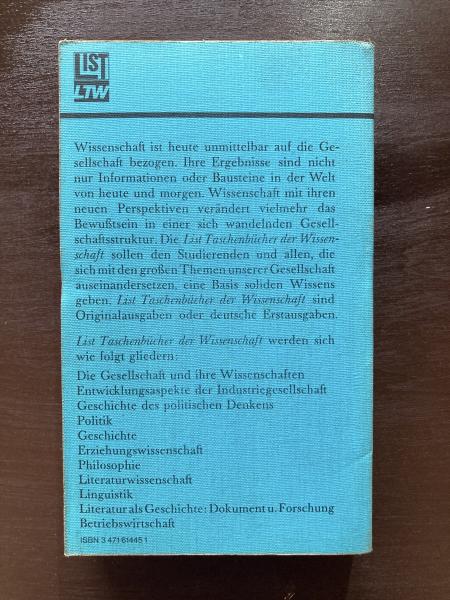 LIST
LTW
Wissenschaft ist heute unmittelbar auf die Ge-
sellschaft bezogen. Ihre Ergebnisse sind nicht
nur Informationen oder Bausteine in der Welt
von heute und morgen. Wissenschaft mit ihren
neuen Perspektiven verändert vielmehr das
Bewußtsein in einer sich wandelnden Gesell-
schaftsstruktur. Die List Taschenbücher der Wissen-
schaft sollen den Studierenden und allen, die
sich mit den großen Themen unserer Gesellschaft
auseinandersetzen, eine Basis soliden Wissens
geben. List Taschenbücher der Wissenschaft sind
Originalausgaben oder deutsche Erstausgaben.
List Taschenbücher der Wissenschaft werden sich
wie folgt gliedern:
Die Gesellschaft und ihre Wissenschaften
Entwicklungsaspekte der Industriegesellschaft
Geschichte des politischen Denkens
Politik
Geschichte
Erziehungswissenschaft
Philosophie
Literaturwissenschaft
Linguistik
Literatur als Geschichte: Dokument u. Forschung
Betriebswirtschaft
ISBN 3 471 61445 1